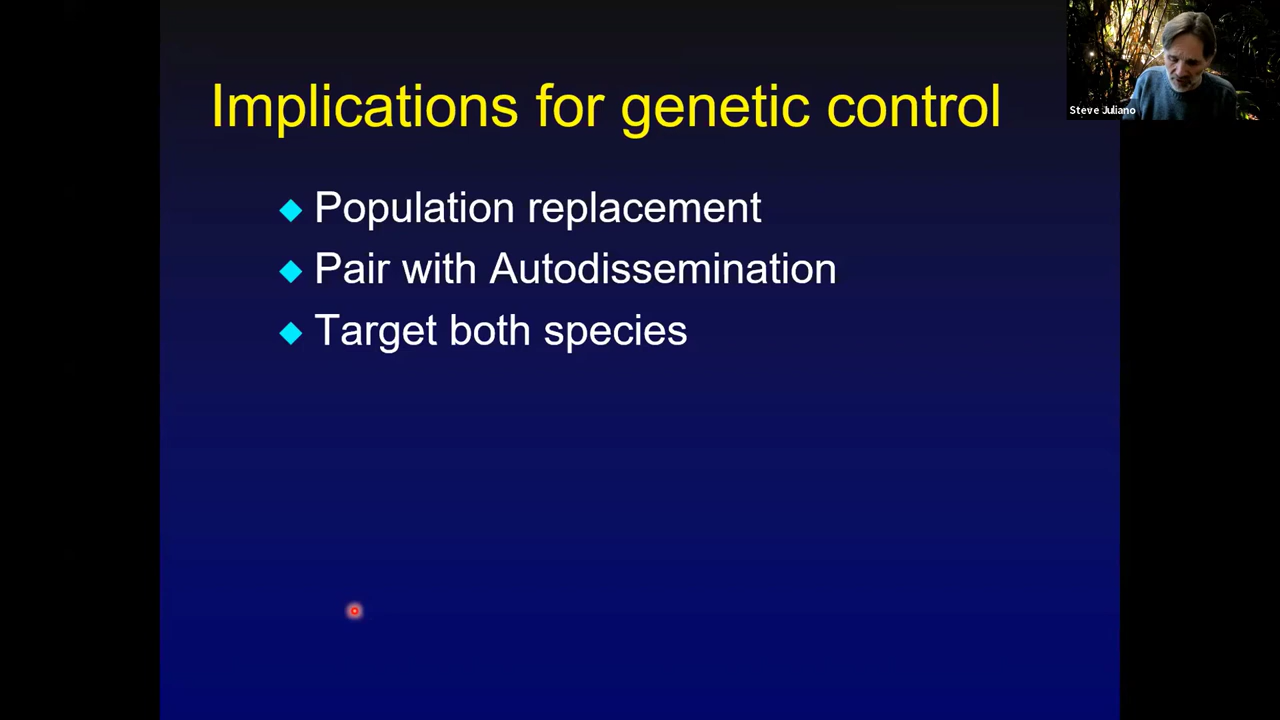 Implications for genetic control
Population replacement
Pair with Autodissemination
Target both species
Steve Juliano